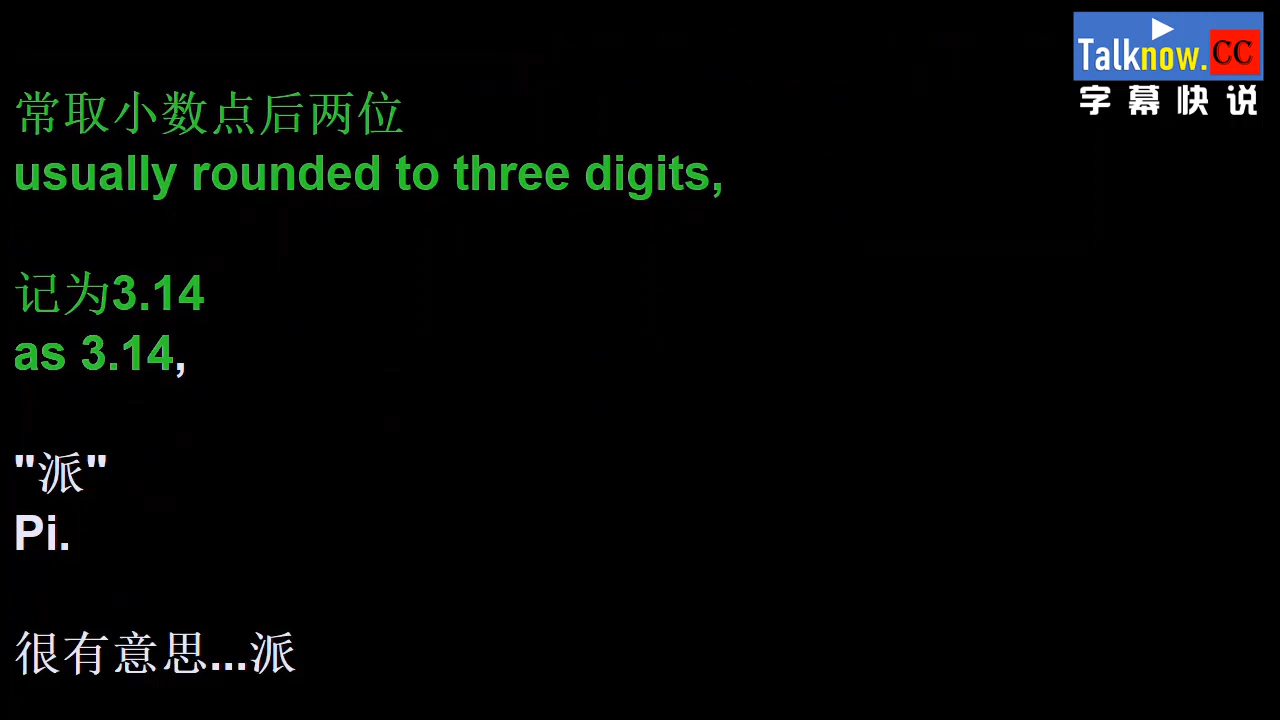 Talknow.CC
字幕快说
常取小数点后两位
usually rounded to three digits,
记为3.14
as 3.14,
"派"
Pi.
很有意思...派